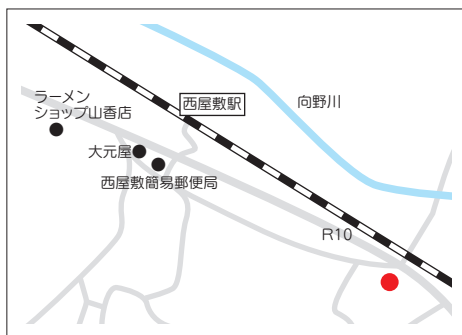 ラーメン
ショップ山香店
西屋敷駅
向野川
大元屋
西屋敷簡易郵便局
R10